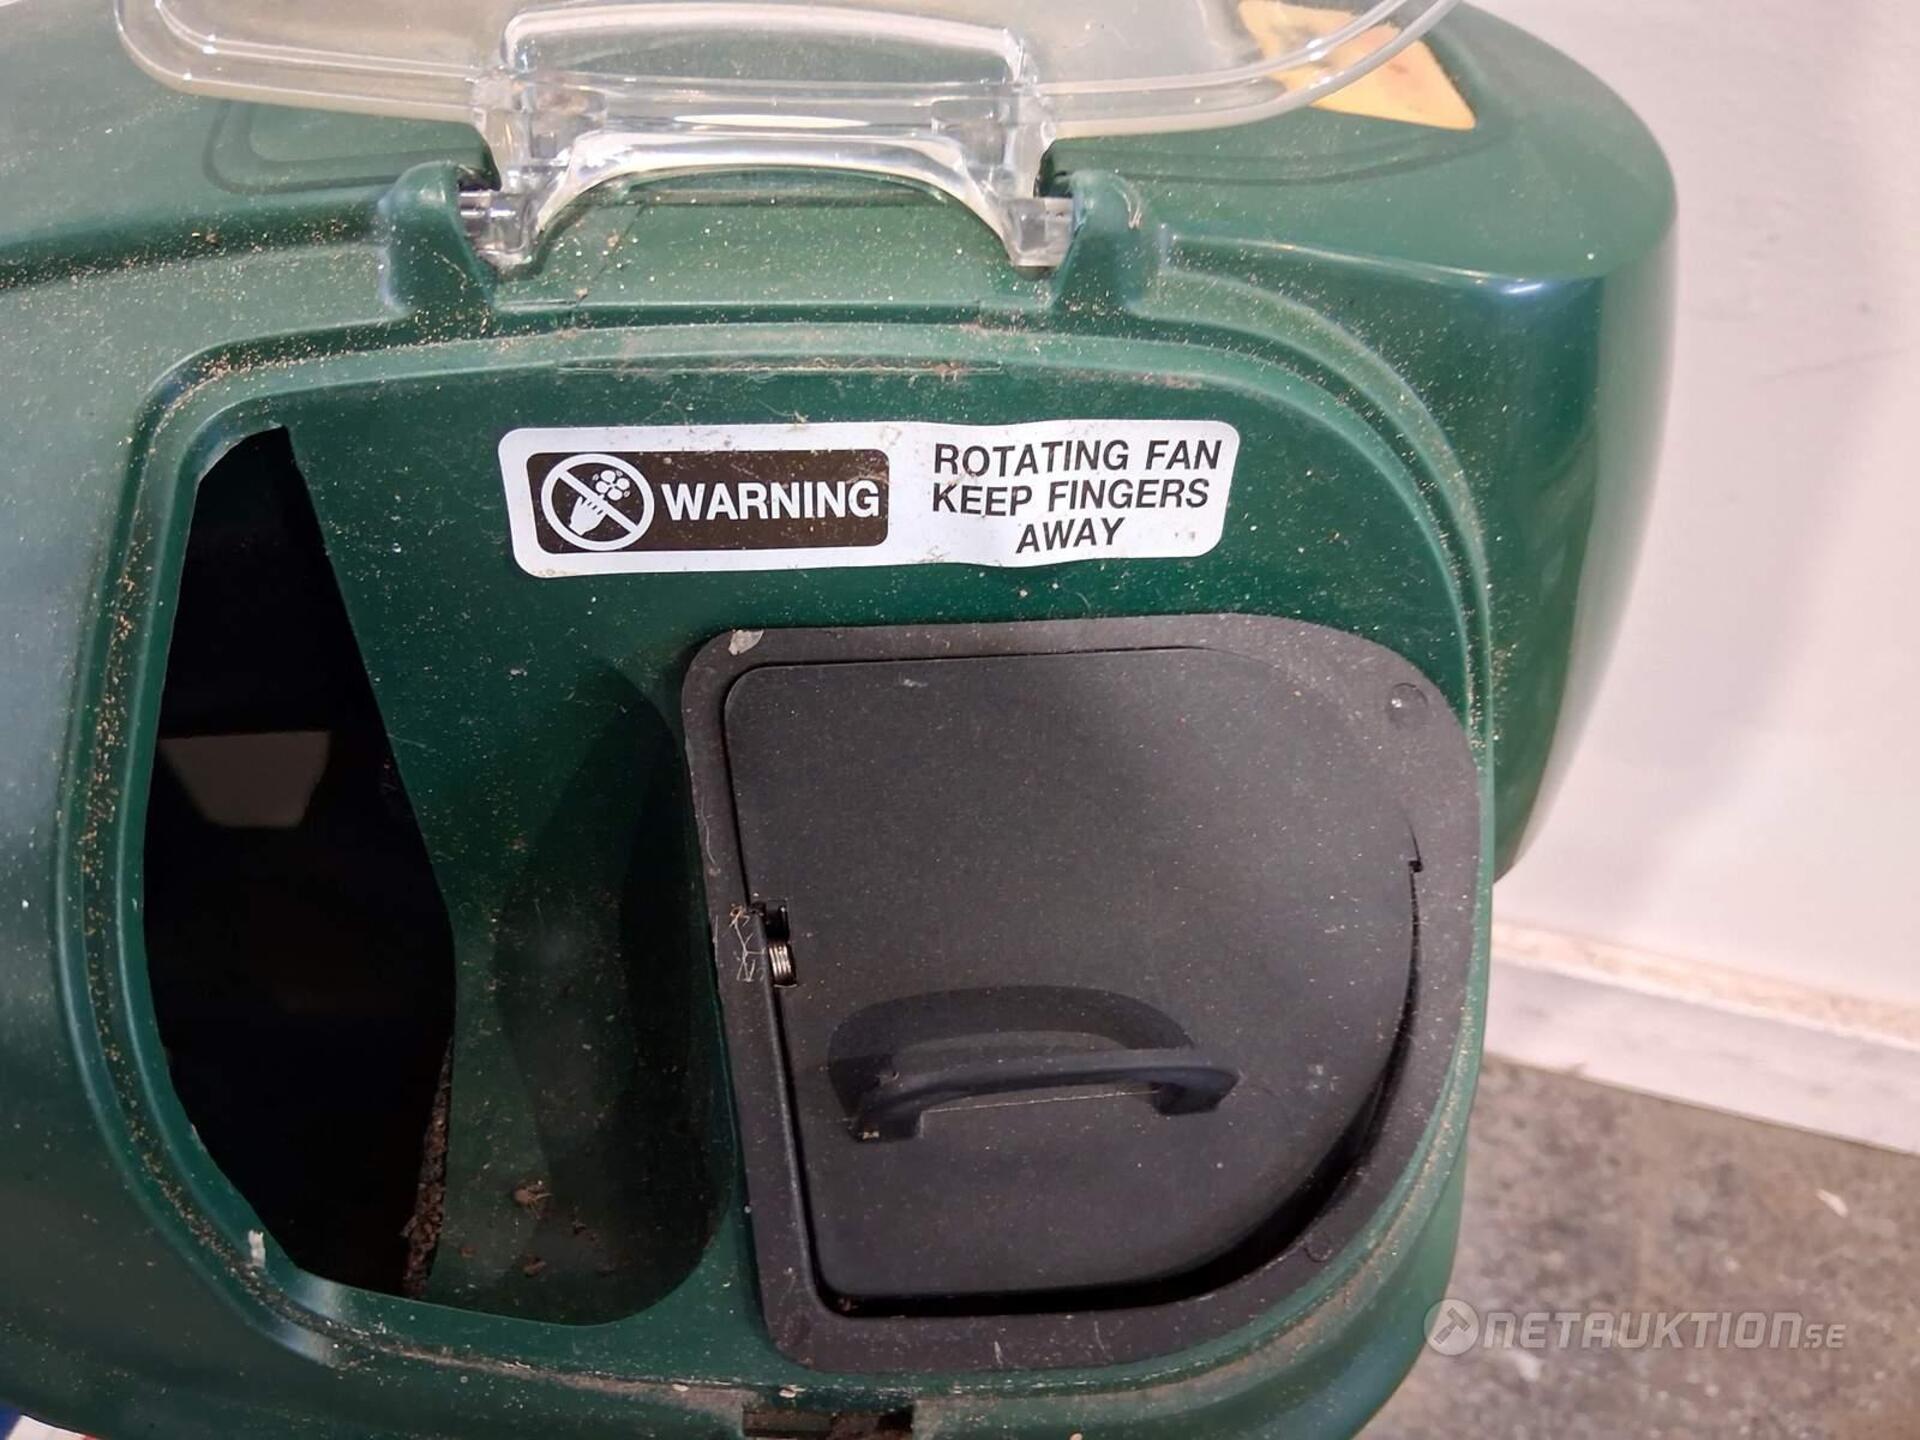 WARNING
ROTATING FAN
KEEP FINGERS
AWAY
NETAUKTION.SE